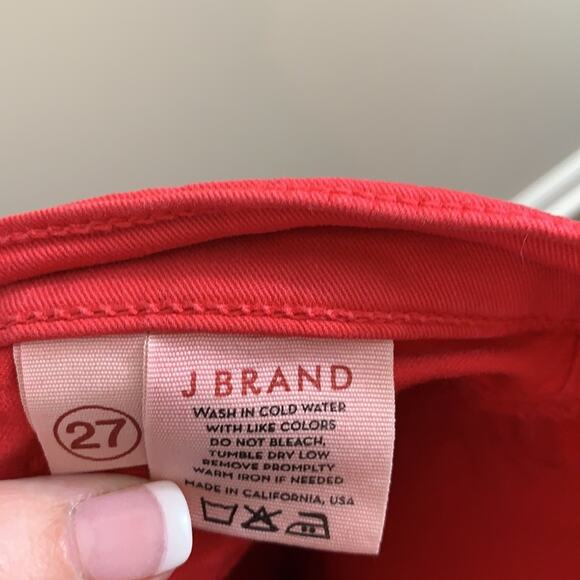 27
J BRAND
WASH IN COLD WATER
WITH LIKE COLORS
DO NOT BLEACH,
TUMBLE DRY LOW
REMOVE PROMPLTY
WARM IRON IF NEEDED
MADE IN CALIFORNIA, USA